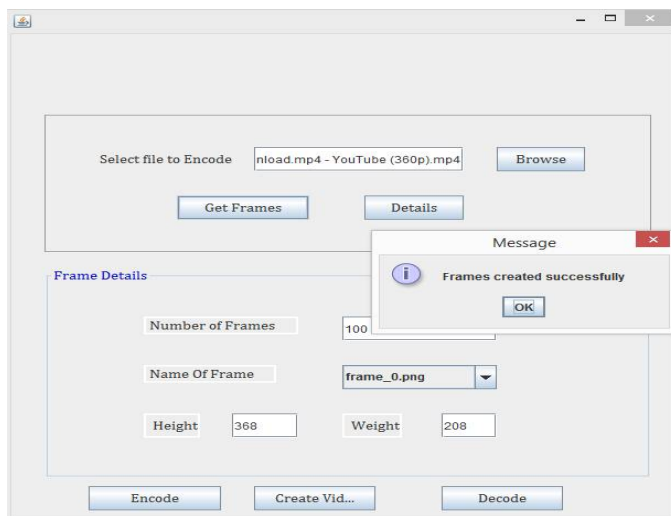 Select file to Encode nload.mp4 - YouTube (360p).mp4 Browse
Get Frames Details
Message
Frames created successfully
OK
Frame Details
Number of Frames 100
Name Of Frame frame_0.png
Height 368 Weight 208
Encode Create Vid... Decode